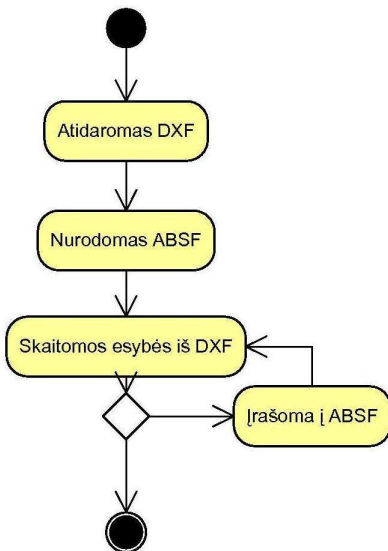 Atidaromas DXF
Nurodomas ABSF
Skaitomos esybės iš DXF
Įrašoma į ABSF